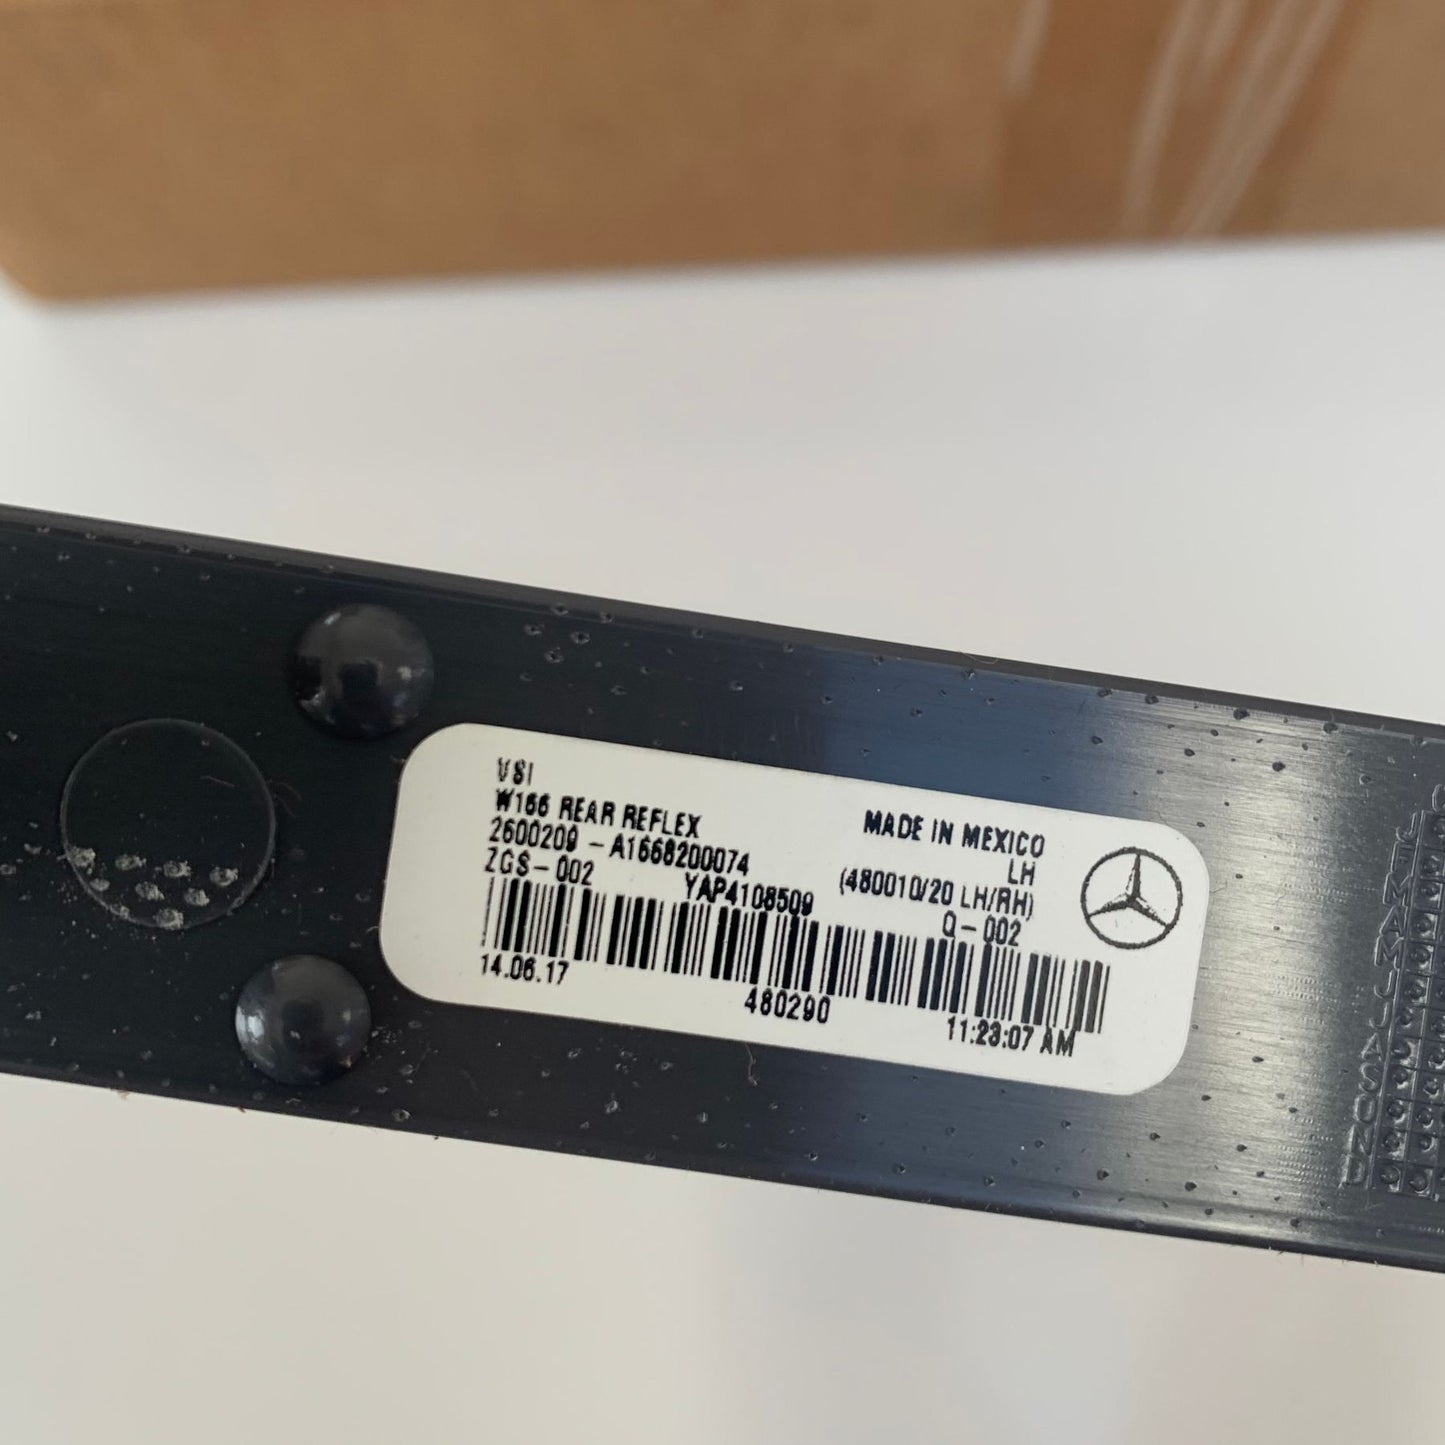 VSI
W166 REAR REFLEX
MADE IN MEXICO
2600209 - A1668200074
LH
ZGS - 002
YAP4108509
(480010/20 LH/RH)
Q - 002
14.06.17
480290
11:23:07 AM
J F M A M J J A S O N D